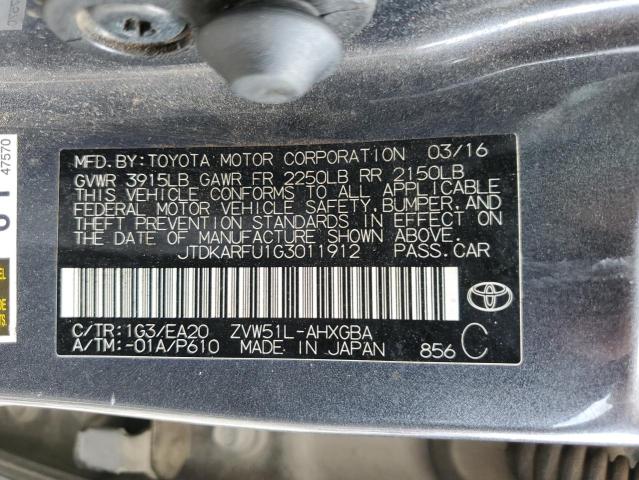 MFD.BY:TOYOTA MOTOR CORPORATION 03/16
GVWR 3915LB GAWR FR 2250LB RR 2150LB
THIS VEHICLE CONFORMS TO ALL APPLICABLE
FEDERAL MOTOR VEHICLE SAFETY, BUMPER, AND
THEFT PREVENTION STANDARDS IN EFFECT ON
THE DATE OF MANUFACTURE SHOWN ABOVE.
JTDKARFU1G3011912 PASS.CAR
C/TR:1G3/EA20 ZVW51L-AHXGBA
A/TM:-01A/P610 MADE IN JAPAN 856 C
47570